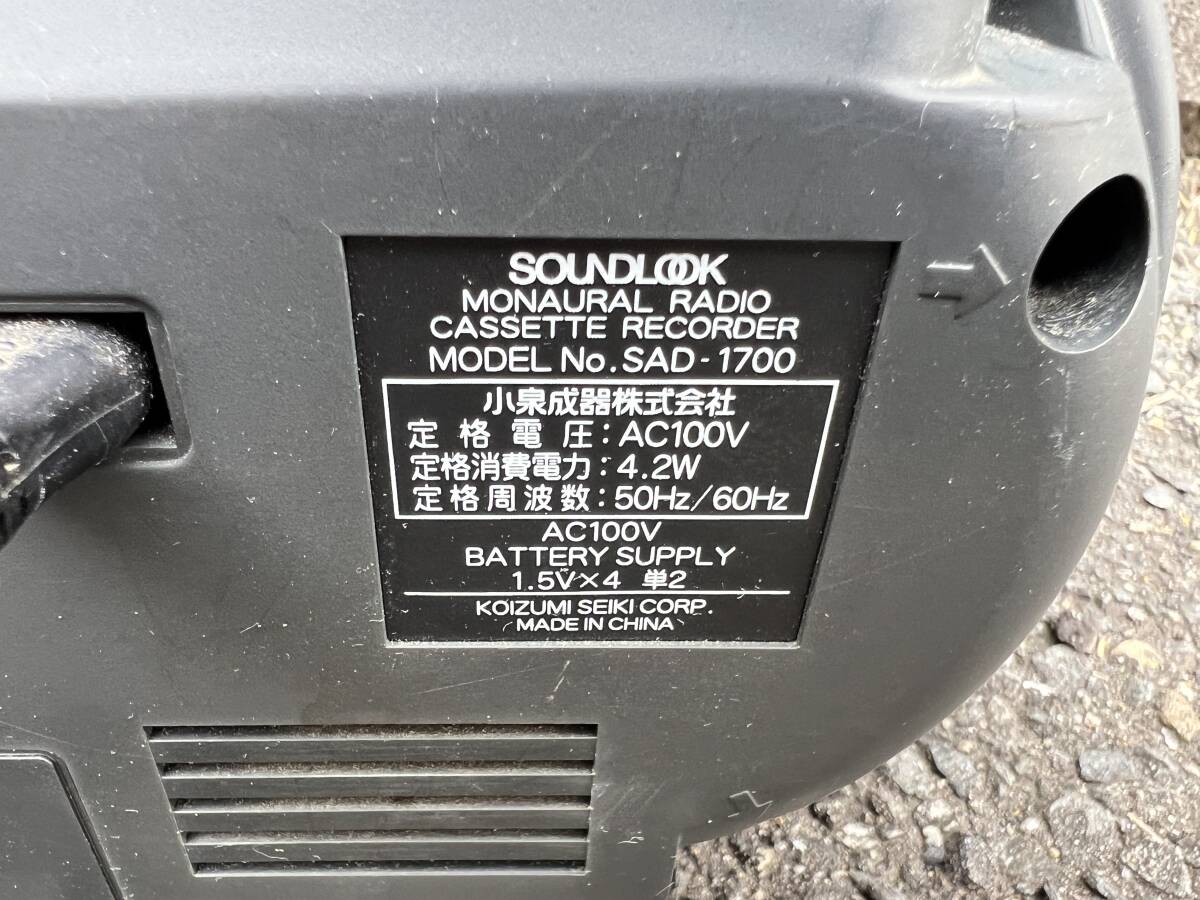 SOUNDLOOK
MONAURAL RADIO
CASSETTE RECORDER
MODEL No. SAD-1700
小泉成器株式会社
定格電圧:AC100V
定格消費電力:4.2W
定格周波数:50Hz/60Hz
AC100V
BATTERY SUPPLY
1.5V×4 単2
KOIZUMI SEIKI CORP.
MADE IN CHINA